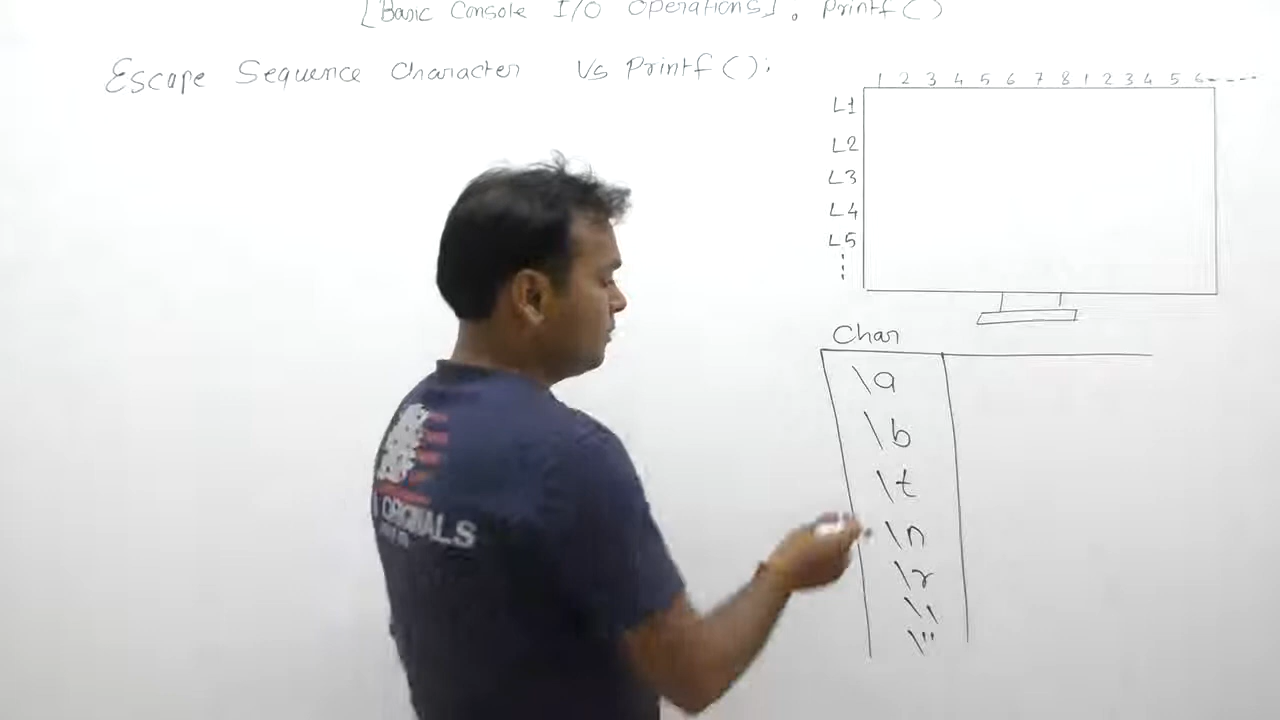 [Basic Console I/O Operations]. Printf()
Escape Sequence Character Vs Printf();
1 2 3 4 5 6 7 8 1 2 3 4 5 6----
L1
L2
L3
L4
L5
Char
\a
\b
\t
\n
\r
\'
\"
ORGINALS